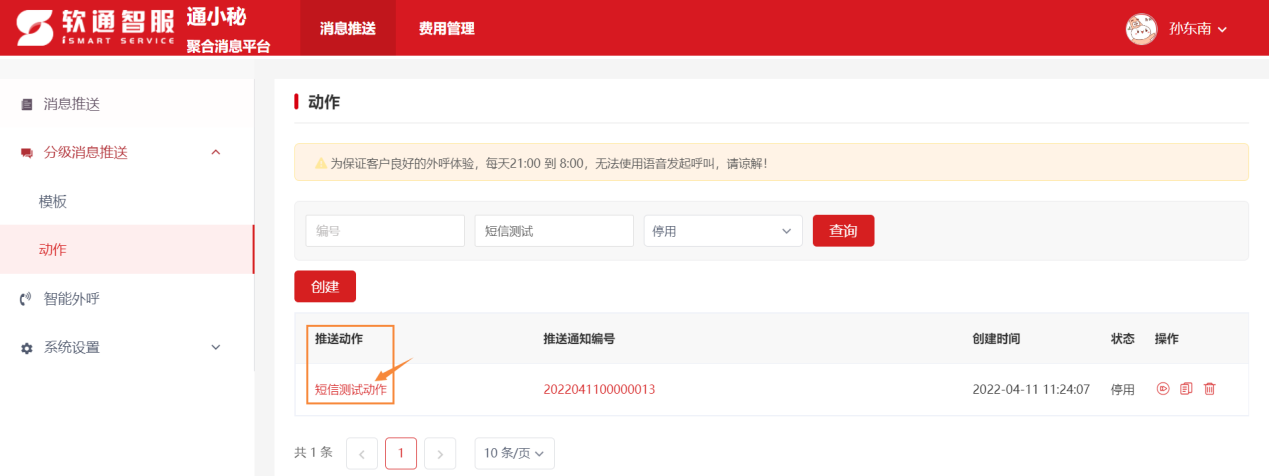 软通智服 通小秘
iSMART SERVICE 聚合消息平台
消息推送 费用管理 孙东南
消息推送
分级消息推送
模板
动作
智能外呼
系统设置
动作
为保证客户良好的外呼体验，每天21:00 到 8:00，无法使用语音发起呼叫，请谅解！
编号 短信测试 停用 查询
创建
推送动作 推送通知编号 创建时间 状态 操作
短信测试动作 2022041100000013 2022-04-11 11:24:07 停用
共 1 条 < 1 > 10 条/页